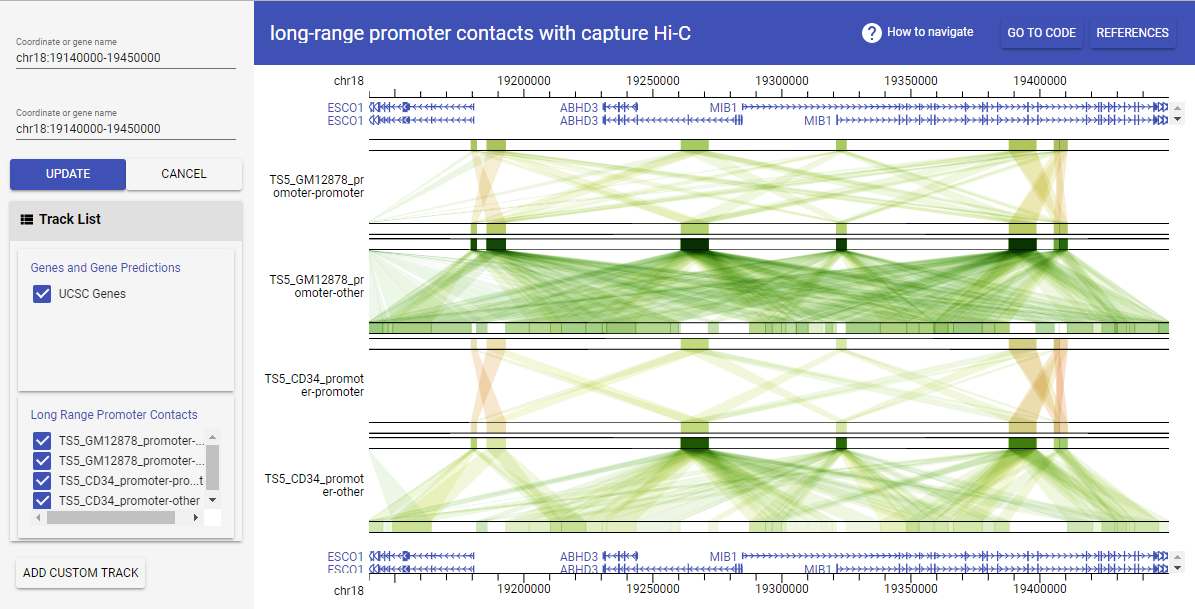 long-range promoter contacts with capture Hi-C
? How to navigate
GO TO CODE
REFERENCES
Coordinate or gene name
chr18:19140000-19450000
Coordinate or gene name
chr18:19140000-19450000
UPDATE
CANCEL
Track List
Genes and Gene Predictions
UCSC Genes
Long Range Promoter Contacts
TS5_GM12878_promoter-...
TS5_GM12878_promoter-...
TS5_CD34_promoter-pro...t
TS5_CD34_promoter-other
ADD CUSTOM TRACK
chr18 19200000 19250000 19300000 19350000 19400000
ESCO1 ABHD3 MIB1
ESCO1 ABHD3 MIB1
TS5_GM12878_pr
omoter-promoter
TS5_GM12878_pr
omoter-other
TS5_CD34_promot
er-promoter
TS5_CD34_promot
er-other
ESCO1 ABHD3 MIB1
ESCO1 ABHD3 MIB1
chr18 19200000 19250000 19300000 19350000 19400000